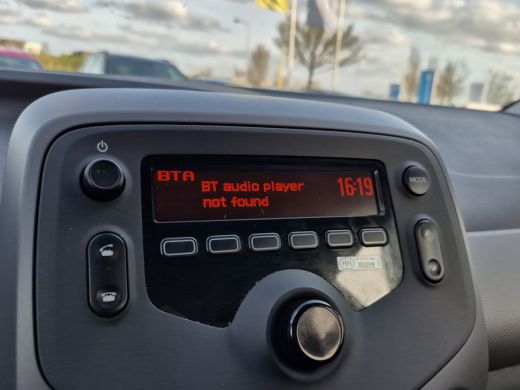 BTA
BT audio player
not found
16:19
MODE